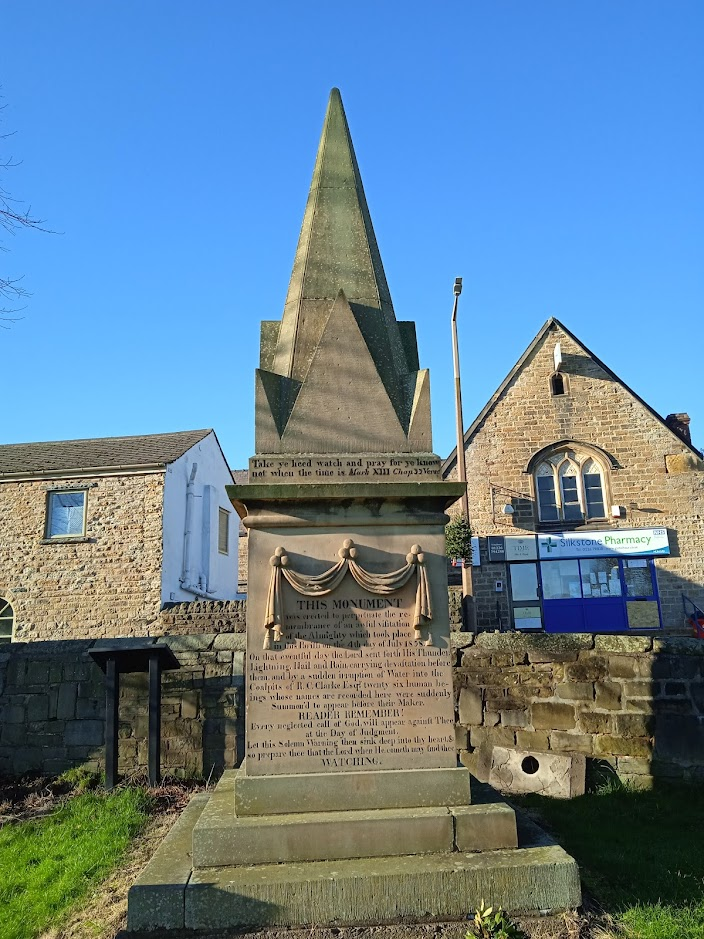 Take ye heed watch and pray for ye know
not when the time is. Mark XIII Chap. 33 Verse
THIS MONUMENT
was erected to perpetuate the re-
membrance of an awful visitation
of the Almighty which took place
in this Parish on the 4th day of July 1838.
On that eventful day the Lord sent forth His Thunder,
Lightning, Hail and Rain, carrying devastation before
them, and by a sudden irruption of Water into the
Coalpits of R. C. Clarke Esqr. twenty six human be-
ings whose names are recorded here were suddenly
Summon'd to appear before their Maker.
READER REMEMBER!
Every neglected call of God will appear against Thee
at the Day of Judgment.
Let this Solemn Warning then sink deep into thy heart &
so prepare thee that the Lord when He cometh may find thee
WATCHING.
Silkstone Pharmacy
NHS